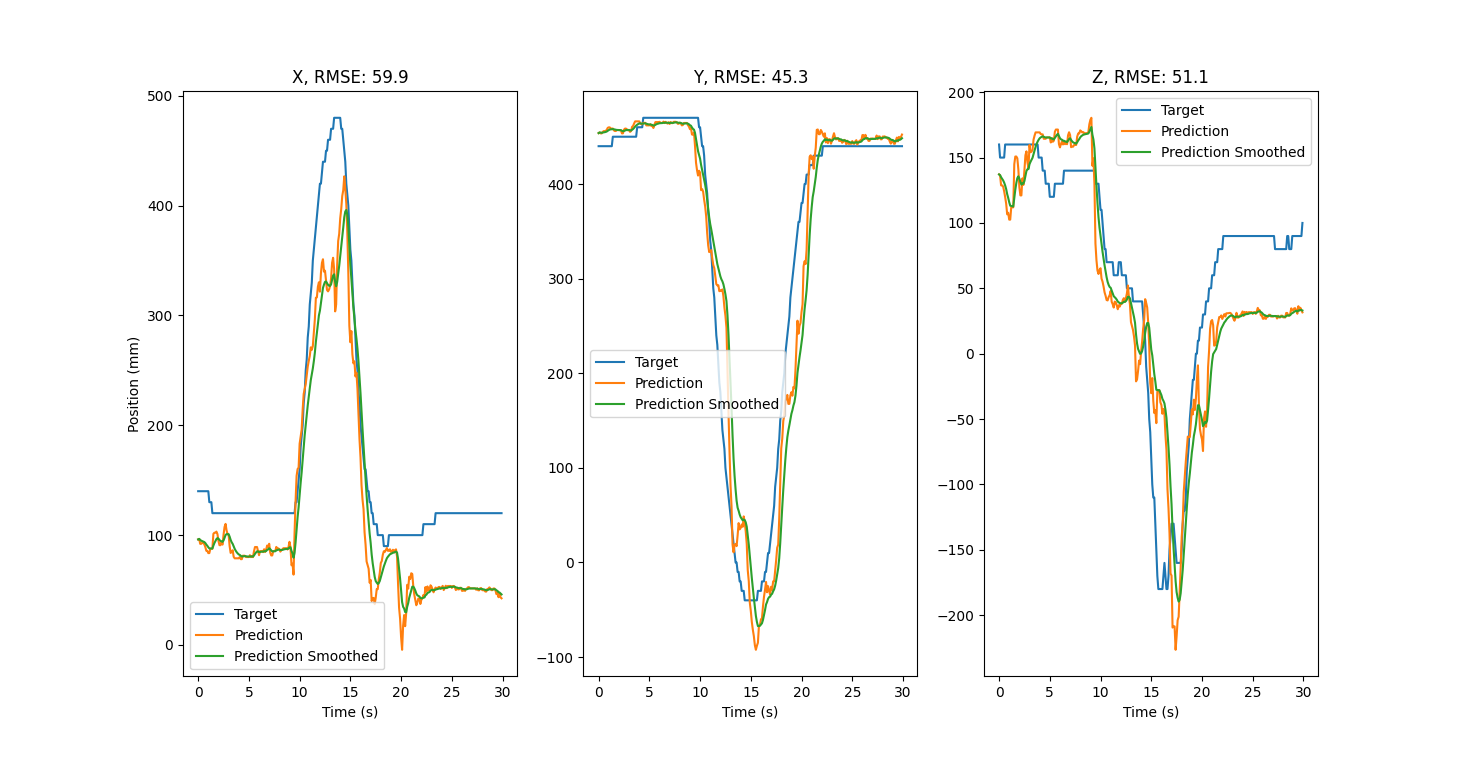 X, RMSE: 59.9
500
400
300
200
100
0
Position (mm)
Target
Prediction
Prediction Smoothed
0 5 10 15 20 25 30
Time (s)
Y, RMSE: 45.3
400
300
200
100
0
−100
Target
Prediction
Prediction Smoothed
0 5 10 15 20 25 30
Time (s)
Z, RMSE: 51.1
200
150
100
50
0
−50
−100
−150
−200
Target
Prediction
Prediction Smoothed
0 5 10 15 20 25 30
Time (s)